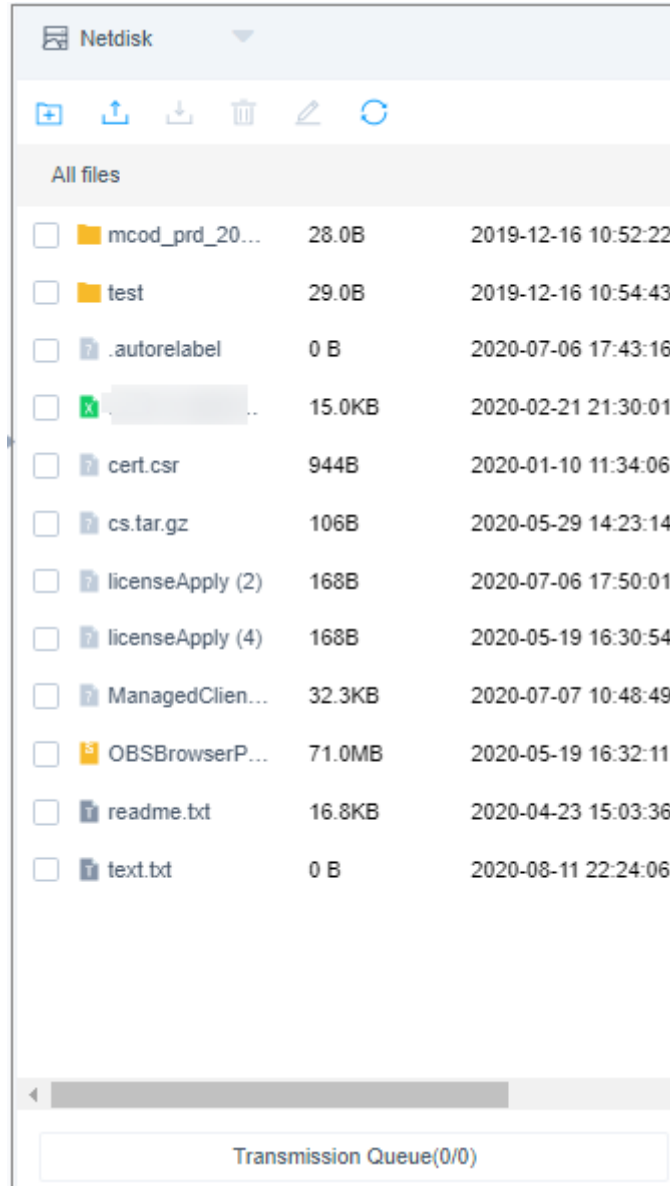 Netdisk
All files
mcod_prd_20... 28.0B 2019-12-16 10:52:22
test 29.0B 2019-12-16 10:54:43
.autorelabel 0 B 2020-07-06 17:43:16
.. 15.0KB 2020-02-21 21:30:01
cert.csr 944B 2020-01-10 11:34:06
cs.tar.gz 106B 2020-05-29 14:23:14
licenseApply (2) 168B 2020-07-06 17:50:01
licenseApply (4) 168B 2020-05-19 16:30:54
ManagedClien... 32.3KB 2020-07-07 10:48:49
OBSBrowserP... 71.0MB 2020-05-19 16:32:11
readme.txt 16.8KB 2020-04-23 15:03:36
text.txt 0 B 2020-08-11 22:24:06
Transmission Queue(0/0)